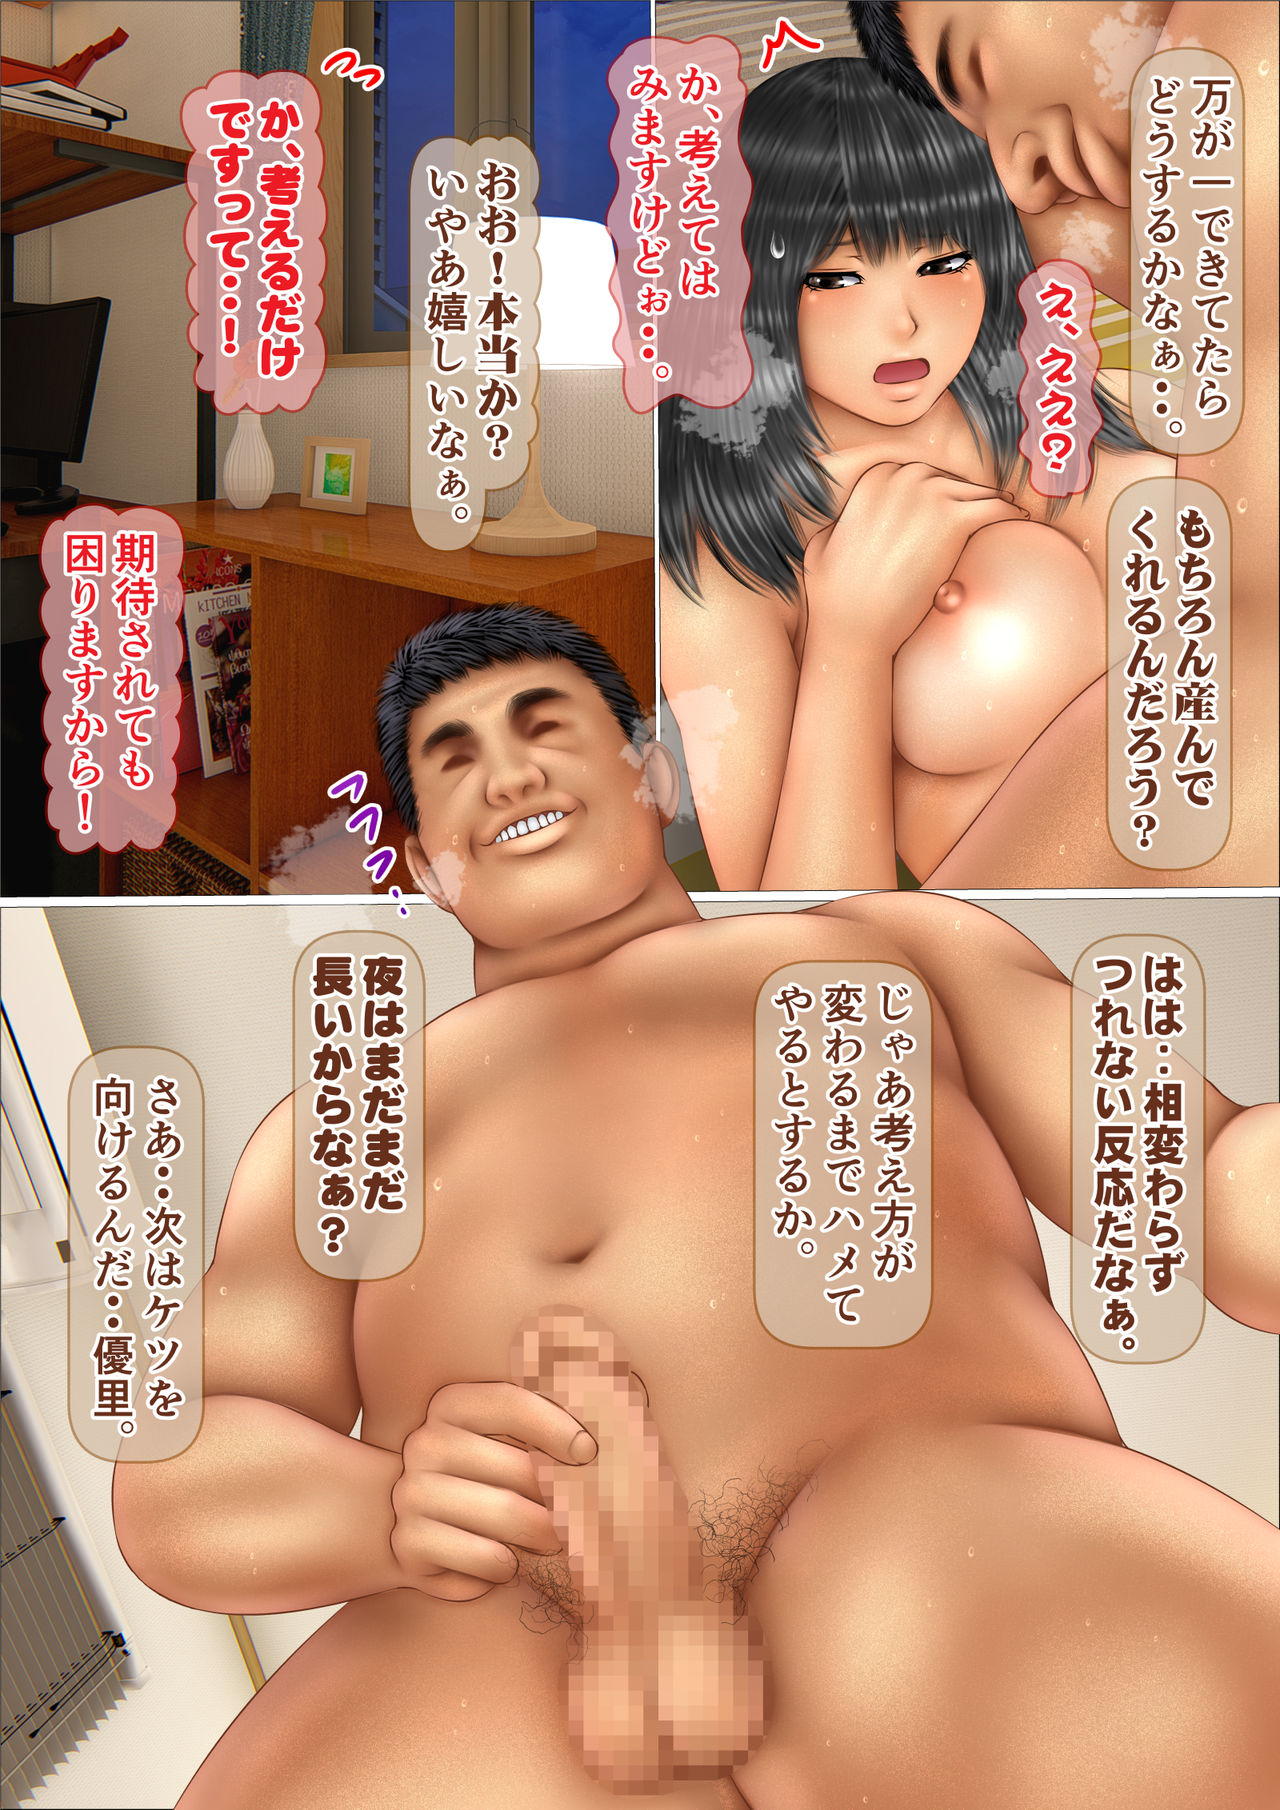 万が一できてたら
どうするかなぁ・・。
え、ええ？
もちろん産んで
くれるんだろう？
か、考えては
みますけどぉ・・。
おお！本当か？
いやあ嬉しいなぁ。
か、考えるだけ
ですって・・・！
期待されても
困りますから！
ICONS
KITCHEN
はは・・相変わらず
つれない反応だなぁ。
じゃあ考え方が
変わるまでハメて
やるとするか。
夜はまだまだ
長いからなぁ？
さあ・・次はケツを
向けるんだ・・優里。